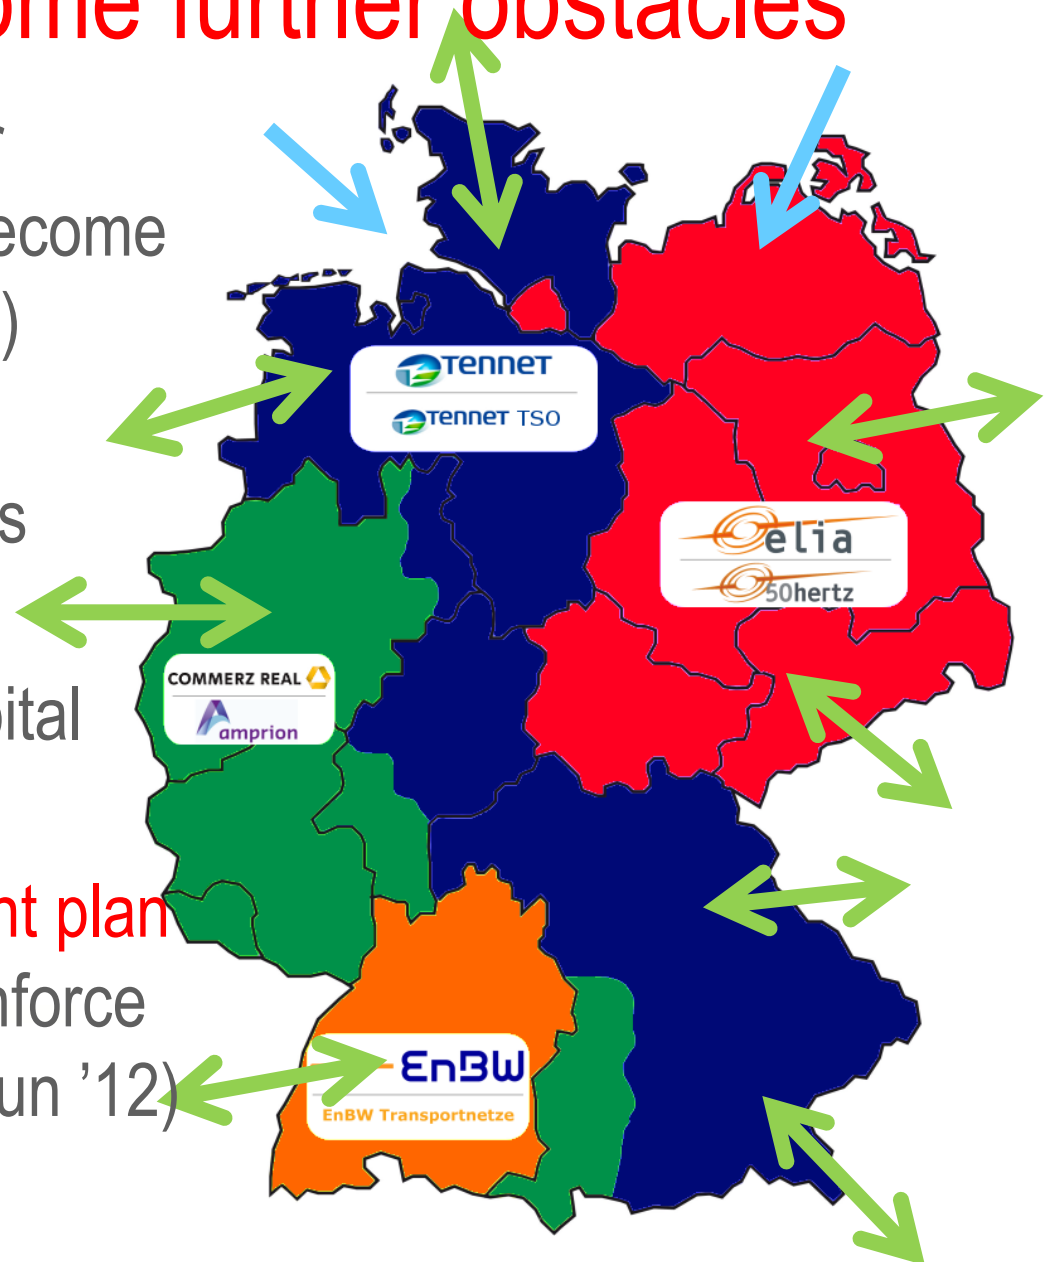 ome further obstacles
r
ecome
)
s
pital
nt plan
nforce
un ’12)
TenneT
TenneT TSO
elia
50hertz
COMMERZ REAL
amprion
EnBW
EnBW Transportnetze